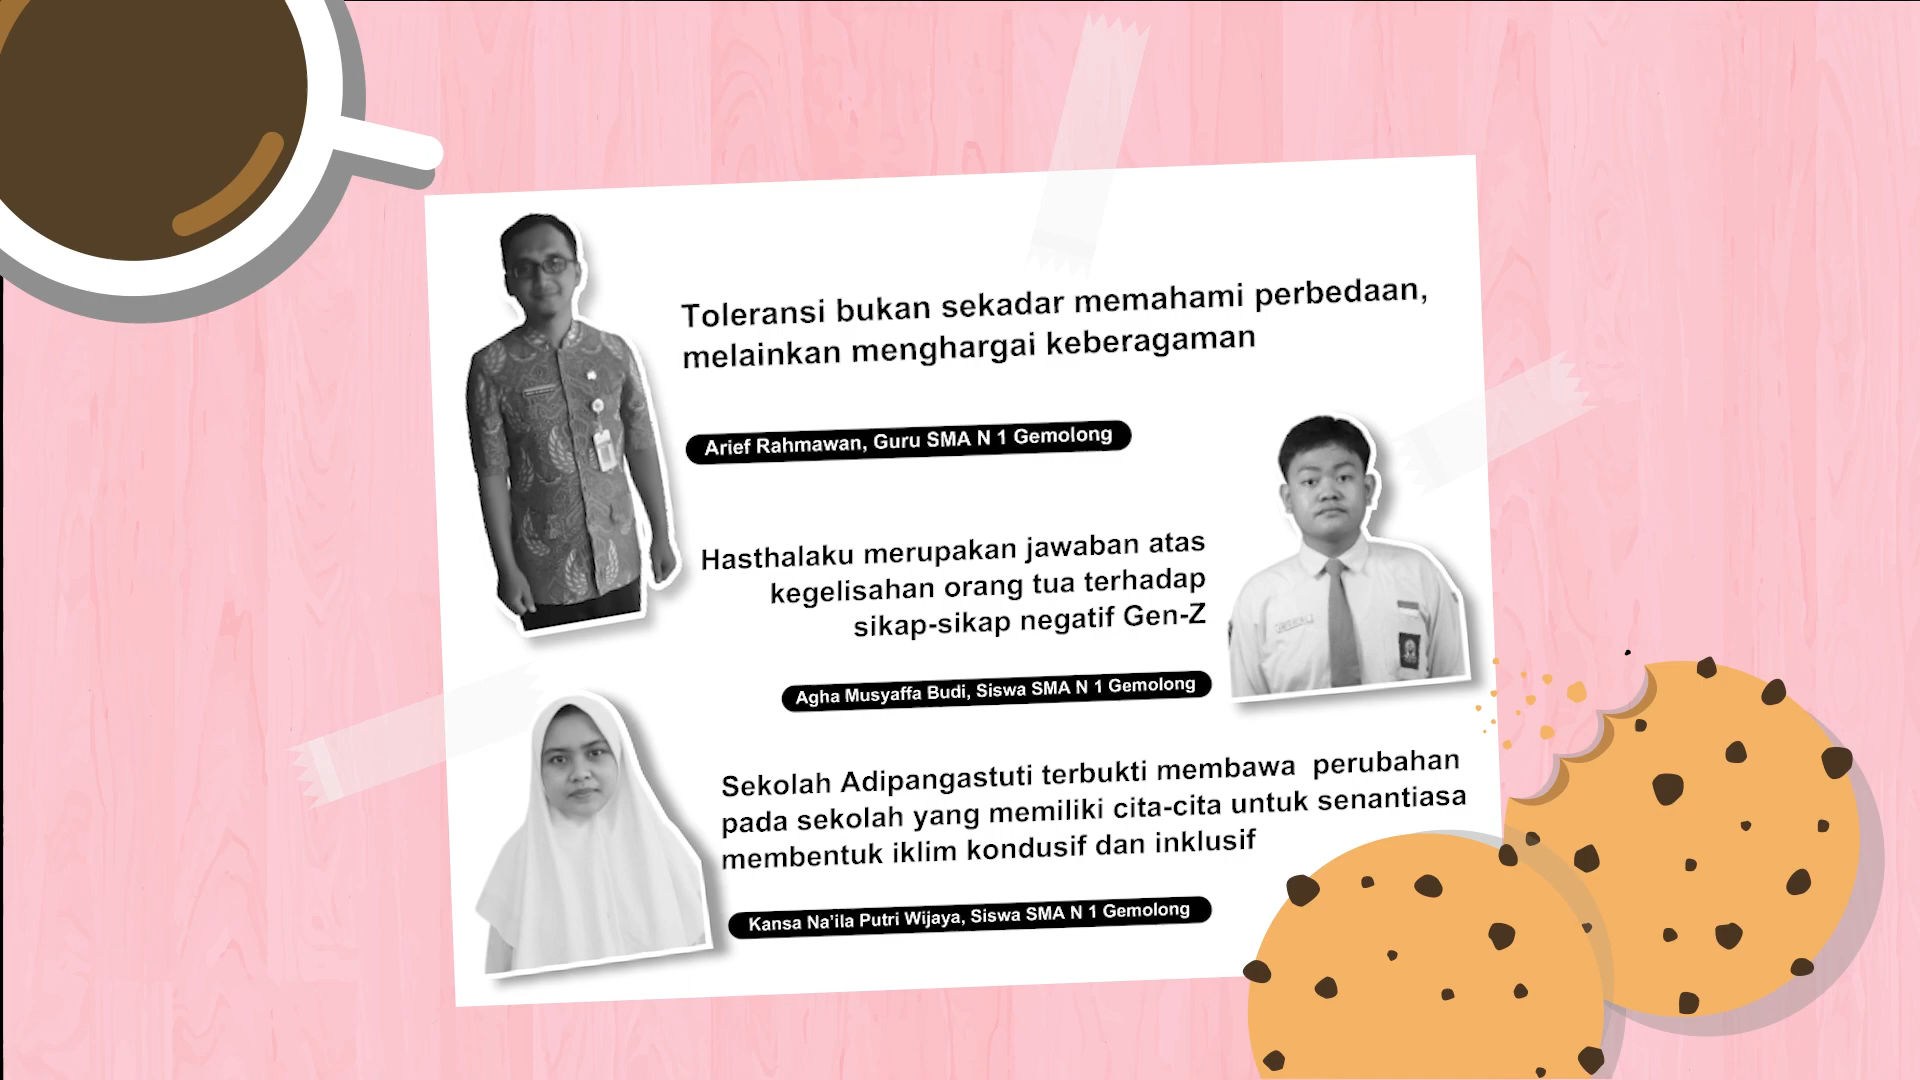 Toleransi bukan sekadar memahami perbedaan,
melainkan menghargai keberagaman
Arief Rahmawan, Guru SMA N 1 Gemolong
Hasthalaku merupakan jawaban atas
kegelisahan orang tua terhadap
sikap-sikap negatif Gen-Z
Agha Musyaffa Budi, Siswa SMA N 1 Gemolong
Sekolah Adipangastuti terbukti membawa  perubahan
pada sekolah yang memiliki cita-cita untuk senantiasa
membentuk iklim kondusif dan inklusif
Kansa Na’ila Putri Wijaya, Siswa SMA N 1 Gemolong